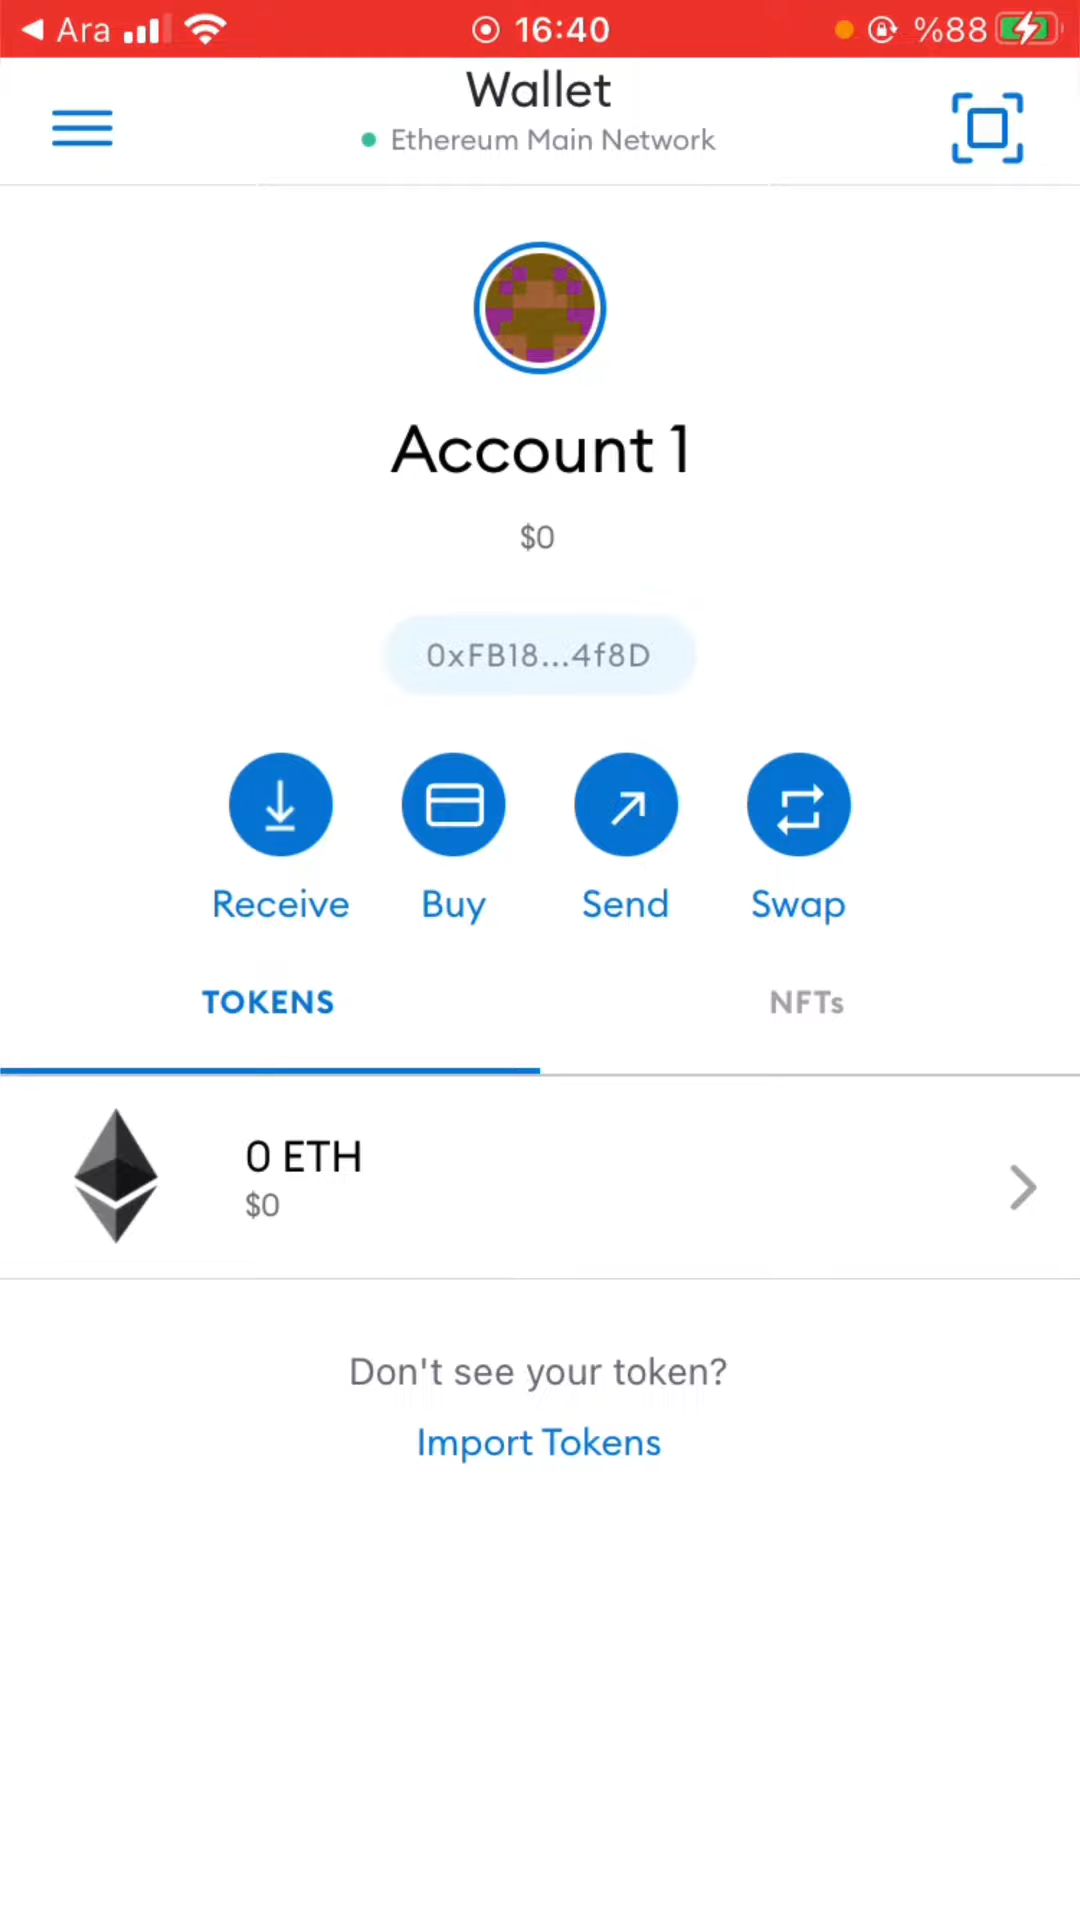 Ara 16:40 %88
Wallet
Ethereum Main Network
Account 1
$0
0xFB18...4f8D
Receive Buy Send Swap
TOKENS NFTs
0 ETH
$0
Don't see your token?
Import Tokens